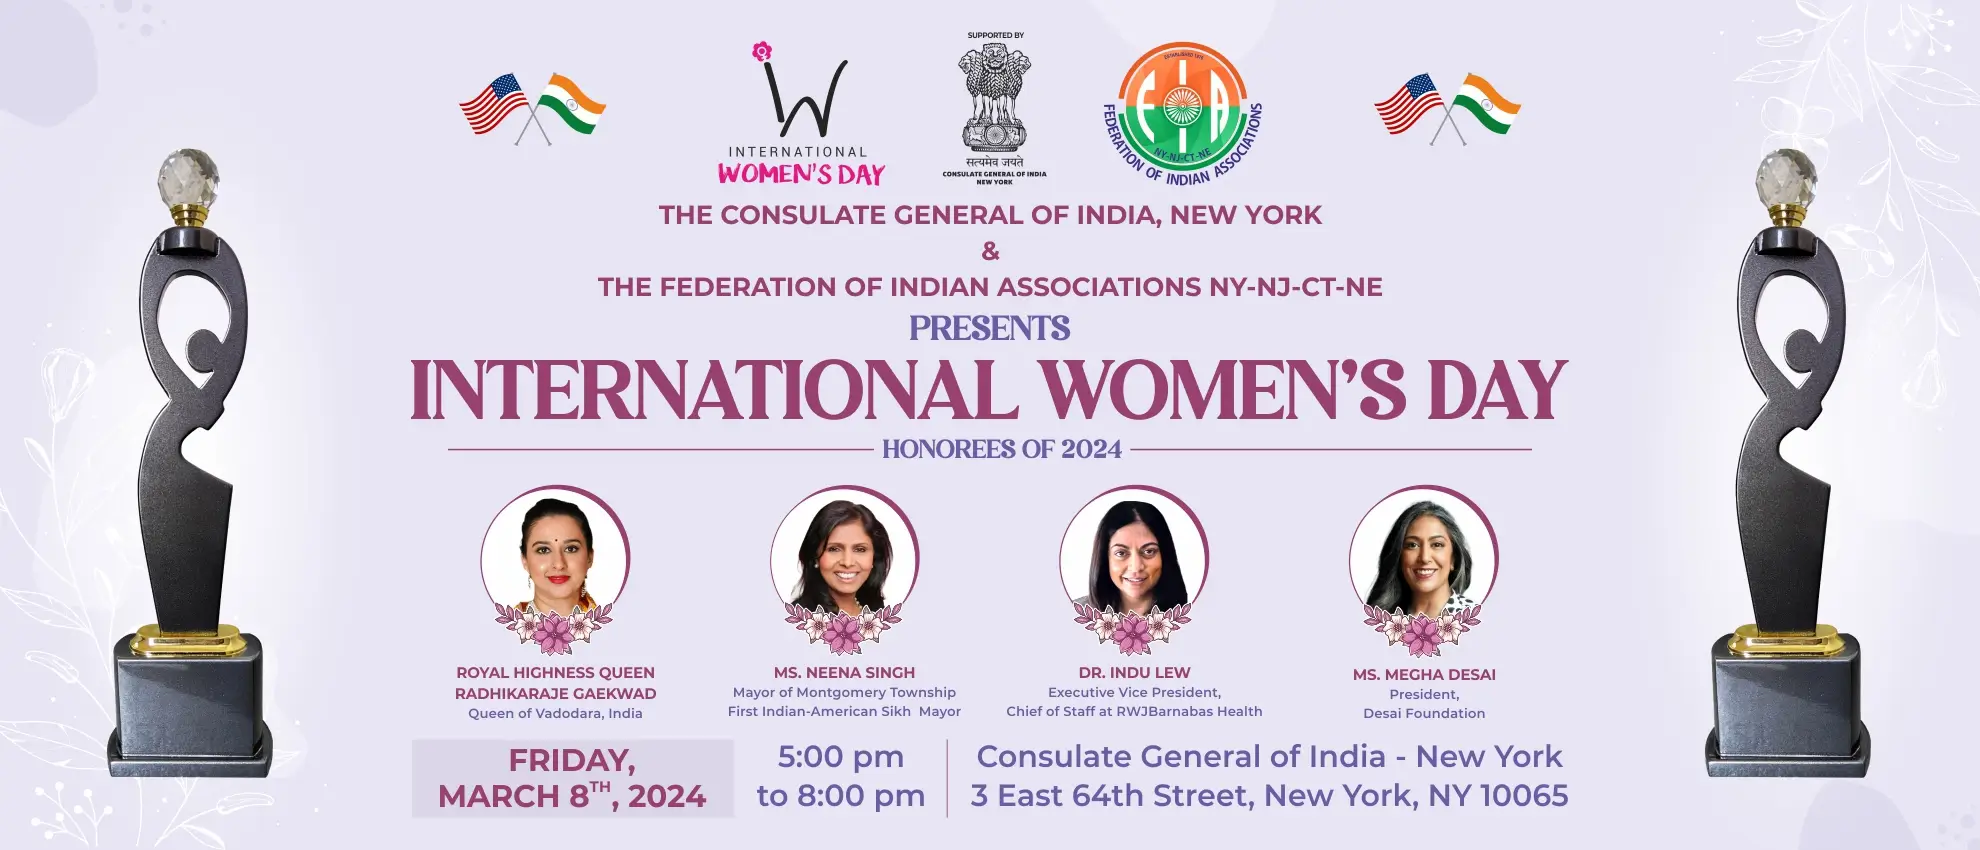 SUPPORTED BY
INTERNATIONAL
WOMEN'S DAY
सत्यमेव जयते
CONSULATE GENERAL OF INDIA
NEW YORK
ESTABLISHED 1970
FIA
NY-NJ-CT-NE
FEDERATION OF INDIAN ASSOCIATIONS
THE CONSULATE GENERAL OF INDIA, NEW YORK
&
THE FEDERATION OF INDIAN ASSOCIATIONS NY-NJ-CT-NE
PRESENTS
INTERNATIONAL WOMEN'S DAY
HONOREES OF 2024
ROYAL HIGHNESS QUEEN
RADHIKARAJE GAEKWAD
Queen of Vadodara, India
MS. NEENA SINGH
Mayor of Montgomery Township
First Indian-American Sikh Mayor
DR. INDU LEW
Executive Vice President,
Chief of Staff at RWJBarnabas Health
MS. MEGHA DESAI
President,
Desai Foundation
FRIDAY,
MARCH 8TH, 2024
5:00 pm
to 8:00 pm
Consulate General of India - New York
3 East 64th Street, New York, NY 10065